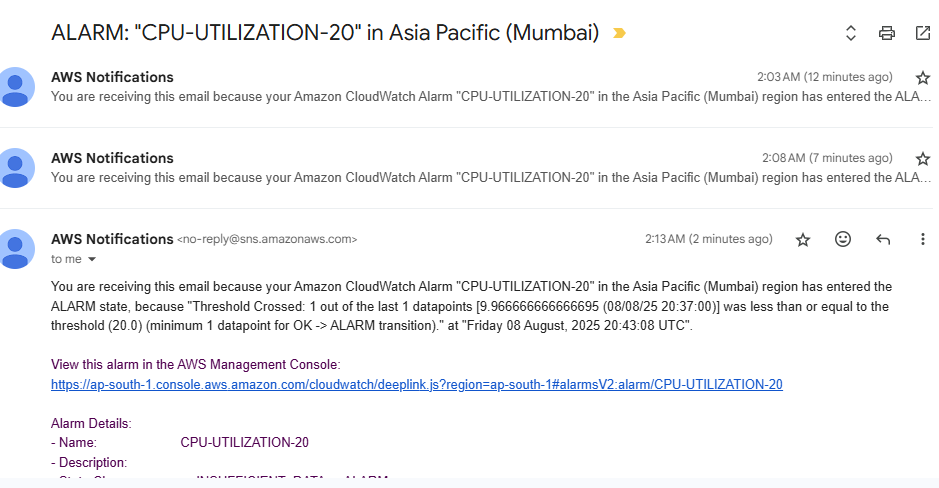 ALARM: "CPU-UTILIZATION-20" in Asia Pacific (Mumbai)
AWS Notifications 2:03 AM (12 minutes ago)
You are receiving this email because your Amazon CloudWatch Alarm "CPU-UTILIZATION-20" in the Asia Pacific (Mumbai) region has entered the ALA...
AWS Notifications 2:08 AM (7 minutes ago)
You are receiving this email because your Amazon CloudWatch Alarm "CPU-UTILIZATION-20" in the Asia Pacific (Mumbai) region has entered the ALA...
AWS Notifications <no-reply@sns.amazonaws.com> 2:13 AM (2 minutes ago)
to me
You are receiving this email because your Amazon CloudWatch Alarm "CPU-UTILIZATION-20" in the Asia Pacific (Mumbai) region has entered the
ALARM state, because "Threshold Crossed: 1 out of the last 1 datapoints [9.966666666666695 (08/08/25 20:37:00)] was less than or equal to the
threshold (20.0) (minimum 1 datapoint for OK -> ALARM transition)." at "Friday 08 August, 2025 20:43:08 UTC".
View this alarm in the AWS Management Console:
https://ap-south-1.console.aws.amazon.com/cloudwatch/deeplink.js?region=ap-south-1#alarmsV2:alarm/CPU-UTILIZATION-20
Alarm Details:
- Name: CPU-UTILIZATION-20
- Description: